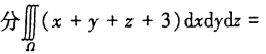 分∭_Ω (x + y + z + 3)dxdydz =